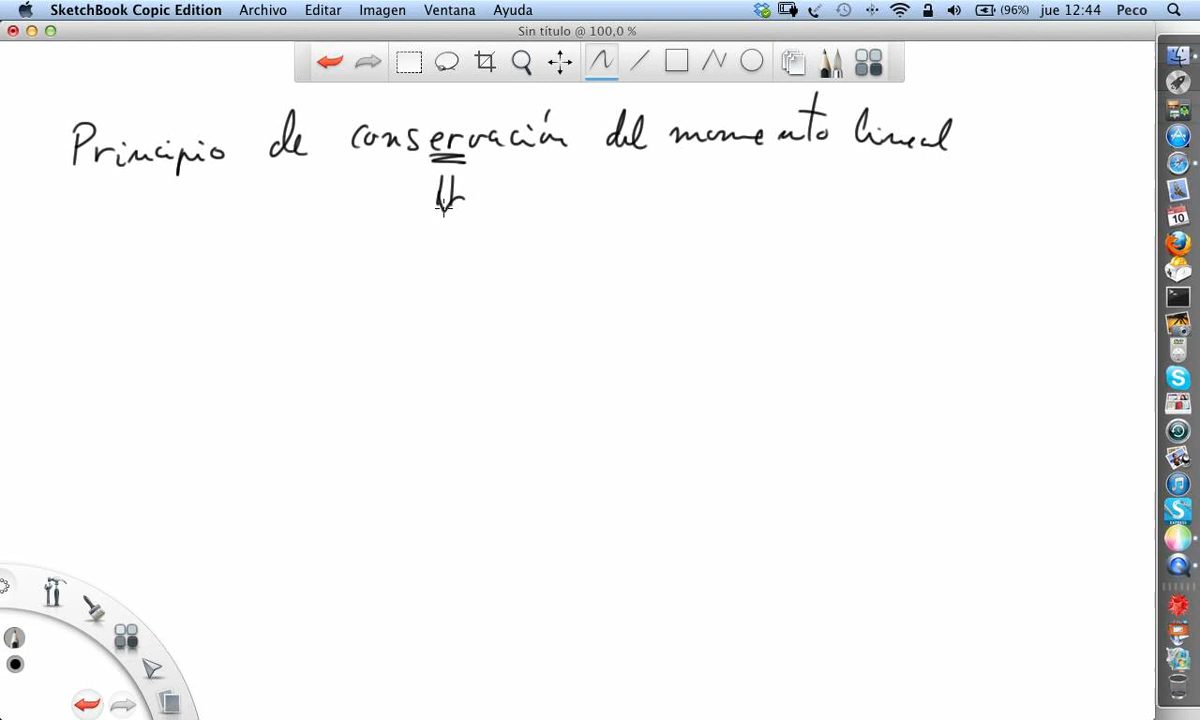 SketchBook Copic Edition Archivo Editar Imagen Ventana Ayuda (96%) jue 12:44 Peco
Sin título @ 100,0 %
Principio de conservación del momento lineal
10